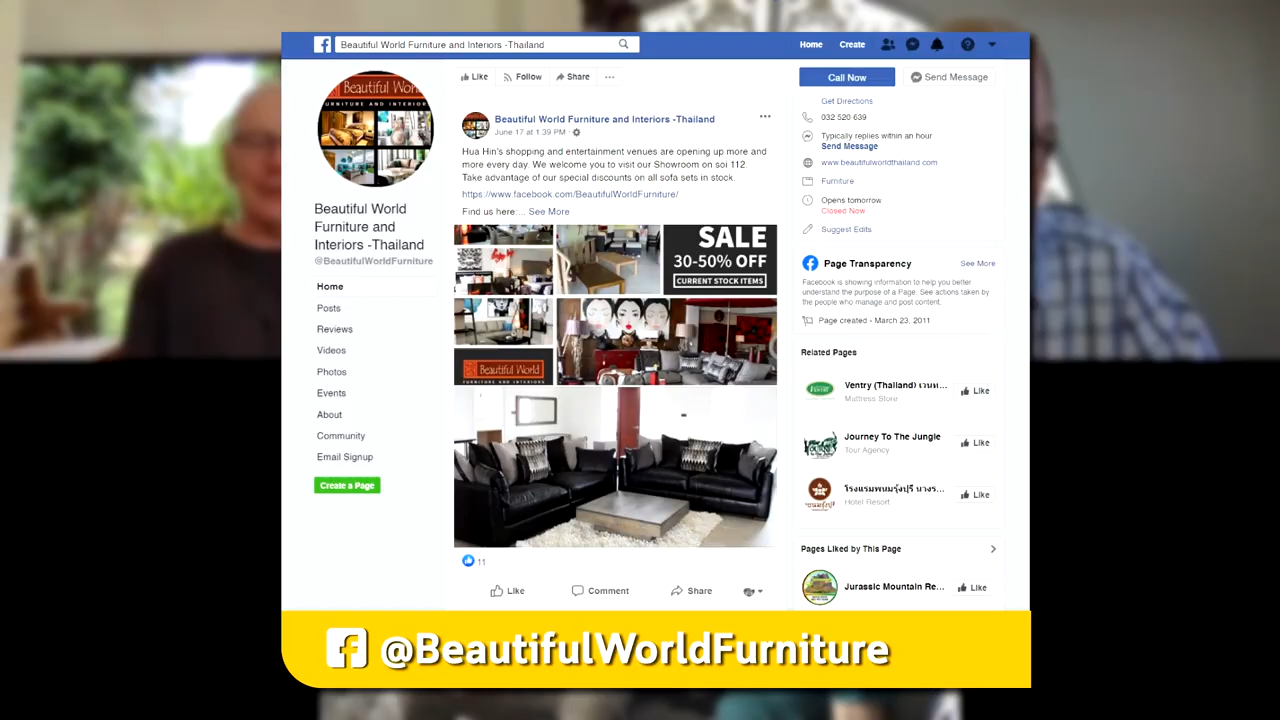 Beautiful World Furniture and Interiors -Thailand
Home
Create
Beautiful World
FURNITURE AND INTERIOR
Beautiful World
Furniture and
Interiors -Thailand
@BeautifulWorldFurniture
Home
Posts
Reviews
Videos
Photos
Events
About
Community
Email Signup
Create a Page
Like
Follow
Share
Beautiful World Furniture and Interiors -Thailand
June 17 at 1:39 PM
Hua Hin's shopping and entertainment venues are opening up more and
more every day. We welcome you to visit our Showroom on soi 112.
Take advantage of our special discounts on all sofa sets in stock.
https://www.facebook.com/BeautifulWorldFurniture/
Find us here:... See More
SALE
30-50% OFF
CURRENT STOCK ITEMS
Beautiful World
FURNITURE AND INTERIORS
11
Like
Comment
Share
Call Now
Send Message
Get Directions
032 520 639
Typically replies within an hour
Send Message
www.beautifulworldthailand.com
Furniture
Opens tomorrow
Closed Now
Suggest Edits
Page Transparency
See More
Facebook is showing information to help you better
understand the purpose of a Page. See actions taken by
the people who manage and post content.
Page created - March 23, 2011
Related Pages
Ventry (Thailand)
Mattress Store
Like
Journey To The Jungle
Tour Agency
Like
Hotel Resort
Like
Pages Liked by This Page
Jurassic Mountain Re...
Like
@BeautifulWorldFurniture